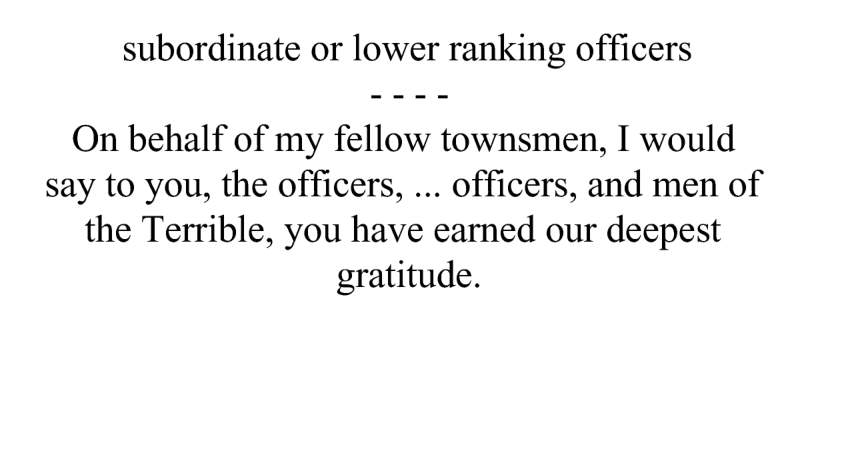 subordinate or lower ranking officers
- - - -
On behalf of my fellow townsmen, I would
say to you, the officers, ... officers, and men of
the Terrible, you have earned our deepest
gratitude.